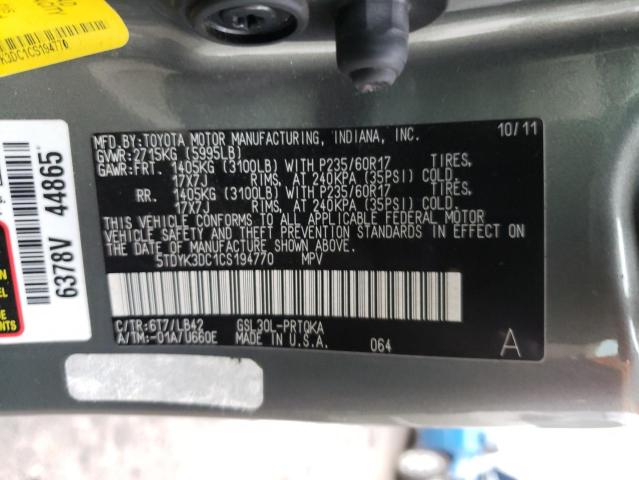 K3DC1CS194770
6378V 44865
MFD.BY:TOYOTA MOTOR MANUFACTURING, INDIANA, INC. 10/11
GVWR:2715KG (5995LB)
GAWR:FRT. 1405KG (3100LB) WITH P235/60R17 TIRES,
17X7J RIMS, AT 240KPA (35PSI) COLD.
RR. 1405KG (3100LB) WITH P235/60R17 TIRES,
17X7J RIMS, AT 240KPA (35PSI) COLD.
THIS VEHICLE CONFORMS TO ALL APPLICABLE FEDERAL MOTOR
VEHICLE SAFETY AND THEFT PREVENTION STANDARDS IN EFFECT ON
THE DATE OF MANUFACTURE SHOWN ABOVE.
5TDYK3DC1CS194770 MPV
C/TR:6T7/LB42 GSL30L-PRTQKA
A/TM:-01A/U660E MADE IN U.S.A. 064 A